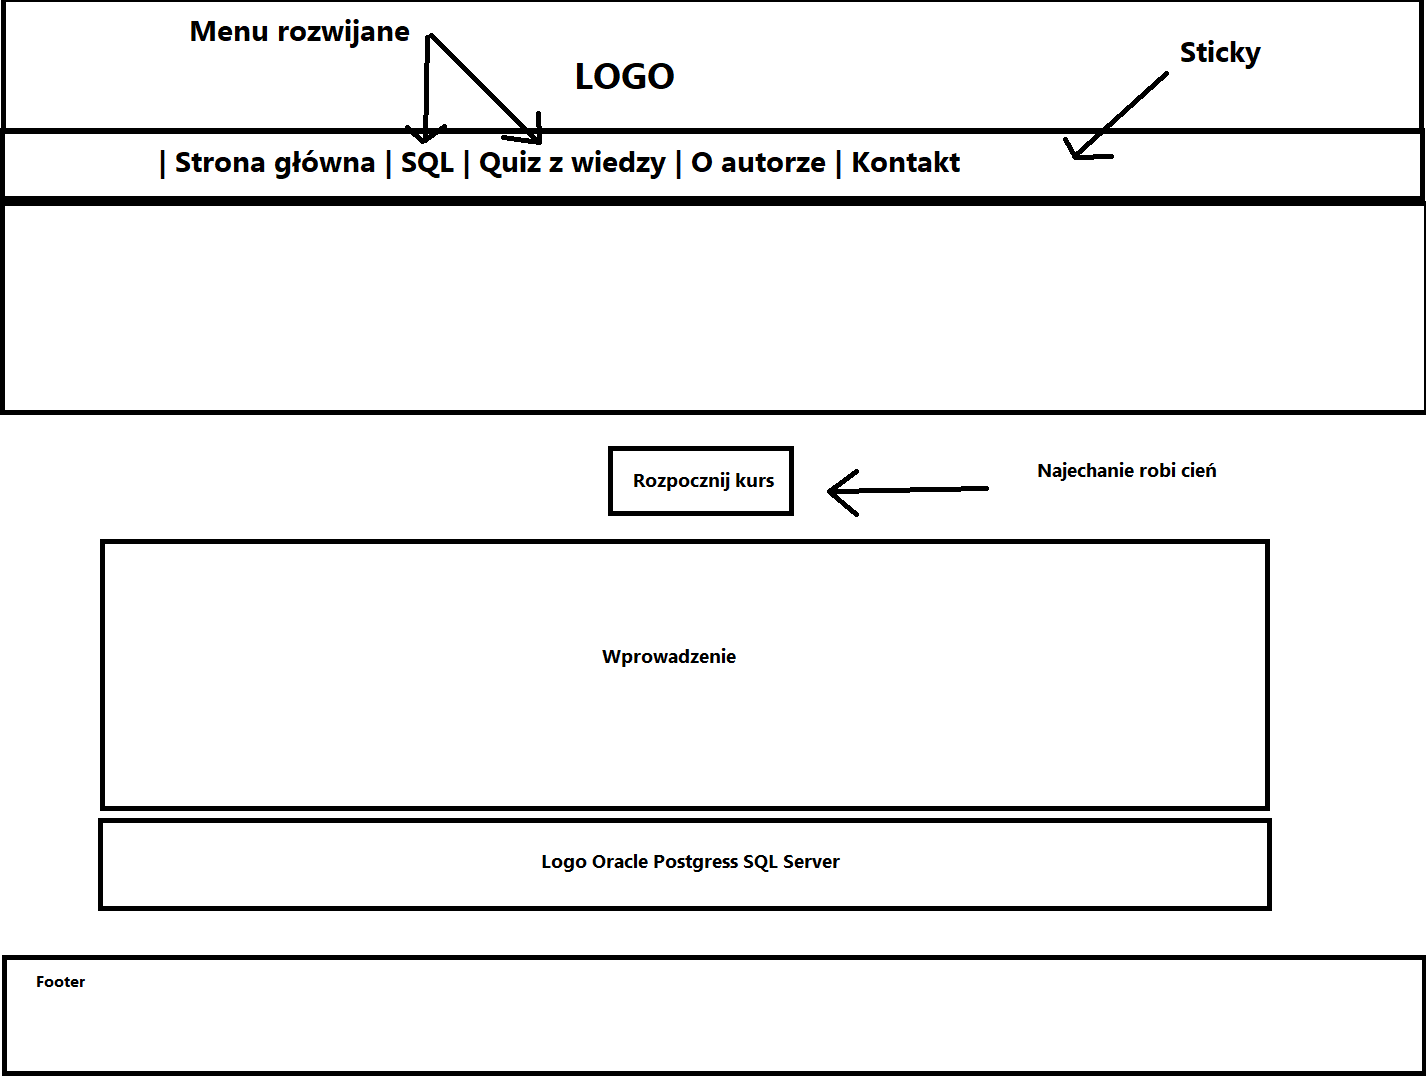 Menu rozwijane
Sticky
LOGO
| Strona główna | SQL | Quiz z wiedzy | O autorze | Kontakt
Rozpocznij kurs
Najechanie robi cień
Wprowadzenie
Logo Oracle Postgress SQL Server
Footer